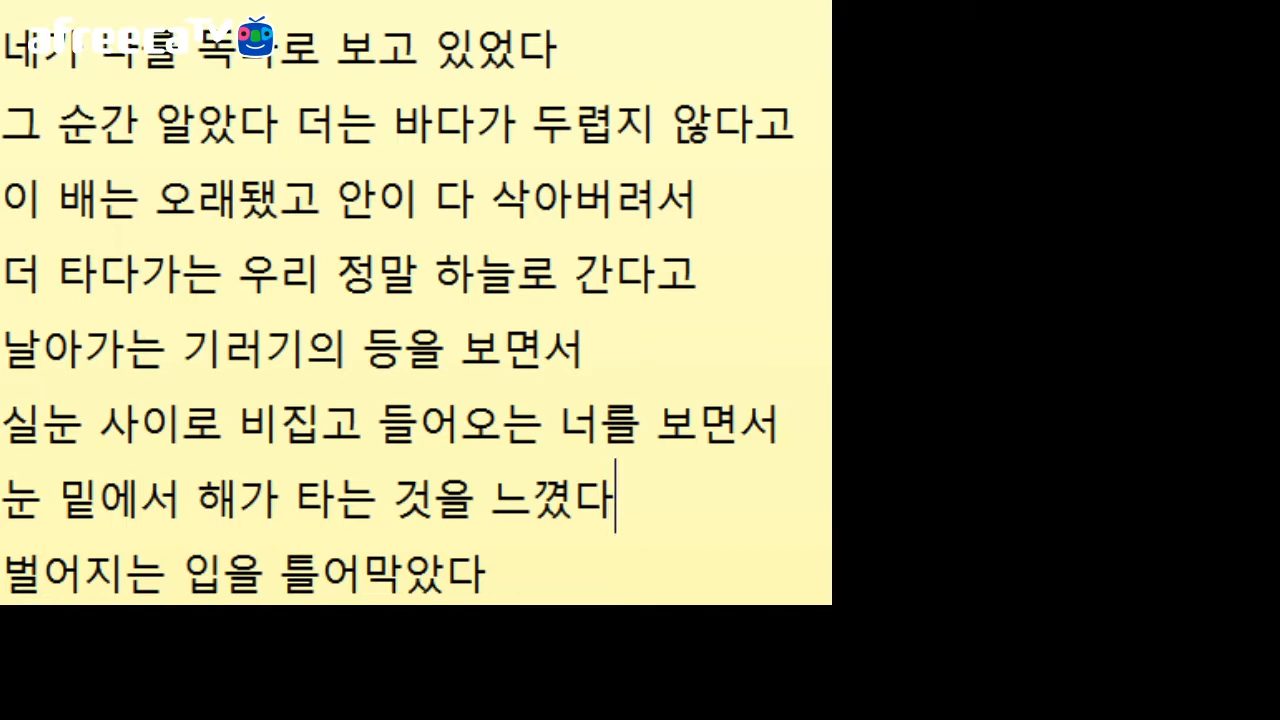 afreecaTV
네가 나를 로 보고 있었다
그 순간 알았다 더는 바다가 두렵지 않다고
이 배는 오래됐고 안이 다 삭아버려서
더 타다가는 우리 정말 하늘로 간다고
날아가는 기러기의 등을 보면서
실눈 사이로 비집고 들어오는 너를 보면서
눈 밑에서 해가 타는 것을 느꼈다
벌어지는 입을 틀어막았다